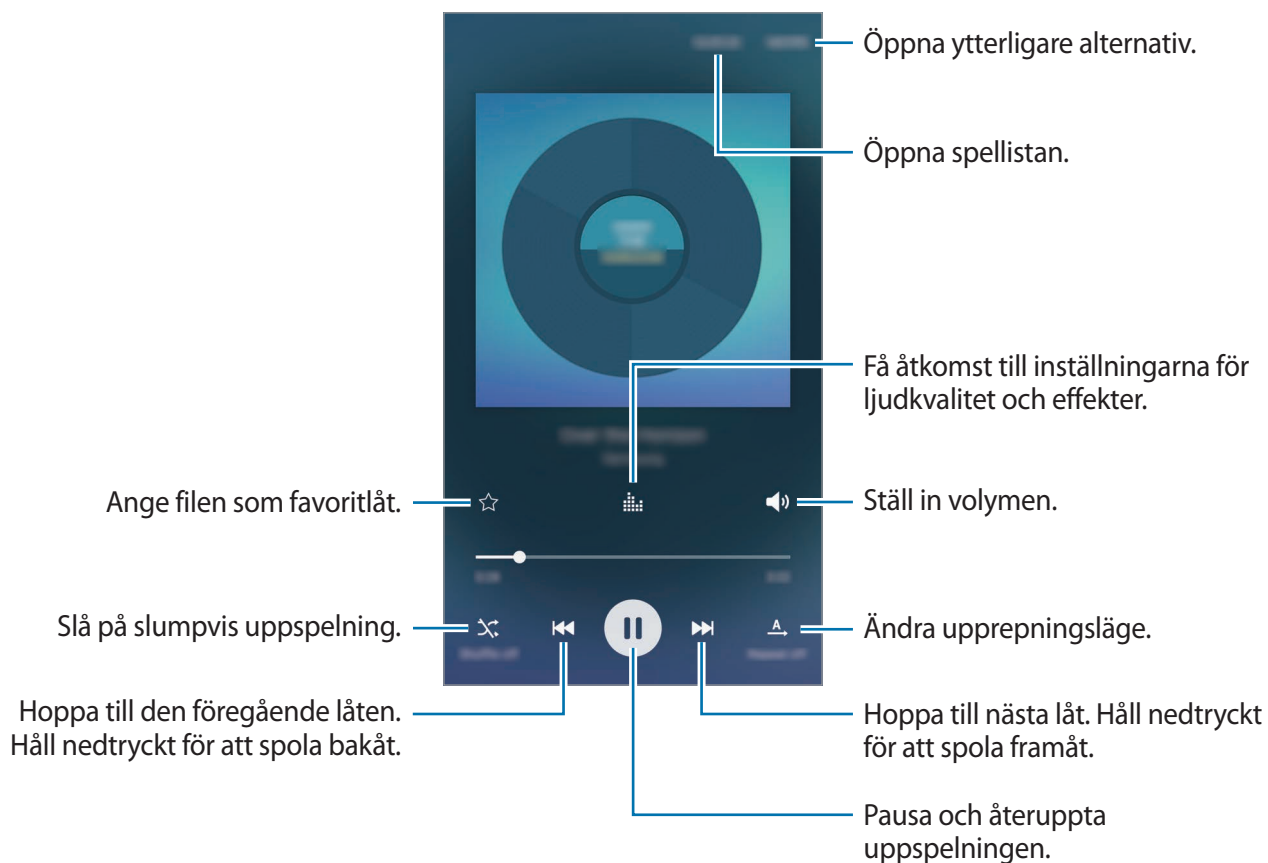 Öppna ytterligare alternativ.
Öppna spellistan.
Få åtkomst till inställningarna för
ljudkvalitet och effekter.
Ange filen som favoritlåt.
Ställ in volymen.
Slå på slumpvis uppspelning.
A
Ändra upprepningsläge.
Hoppa till den föregående låten.
Håll nedtryckt för att spola bakåt.
Hoppa till nästa låt. Håll nedtryckt
för att spola framåt.
Pausa och återuppta
uppspelningen.